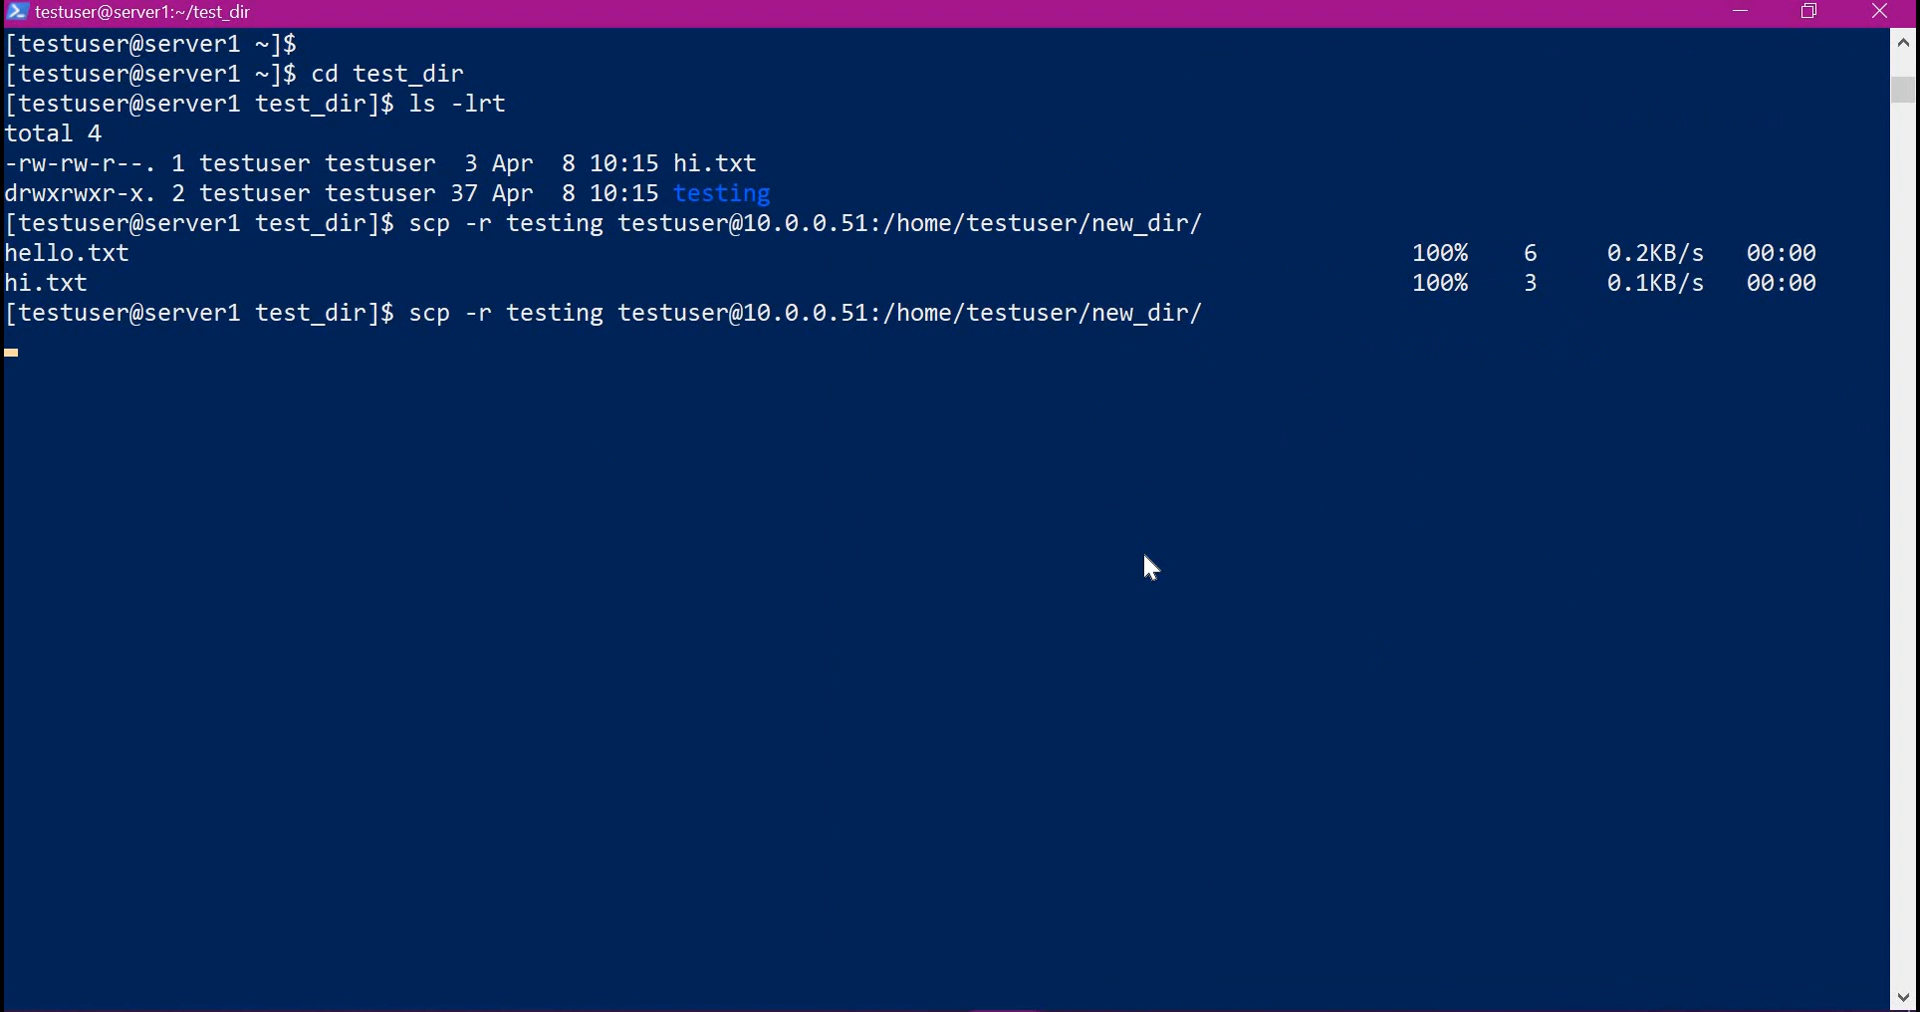 testuser@server1:~/test_dir
[testuser@server1 ~]$
[testuser@server1 ~]$ cd test_dir
[testuser@server1 test_dir]$ ls -lrt
total 4
-rw-rw-r--. 1 testuser testuser  3 Apr  8 10:15 hi.txt
drwxrwxr-x. 2 testuser testuser 37 Apr  8 10:15 testing
[testuser@server1 test_dir]$ scp -r testing testuser@10.0.0.51:/home/testuser/new_dir/
hello.txt 100% 6 0.2KB/s 00:00
hi.txt 100% 3 0.1KB/s 00:00
[testuser@server1 test_dir]$ scp -r testing testuser@10.0.0.51:/home/testuser/new_dir/